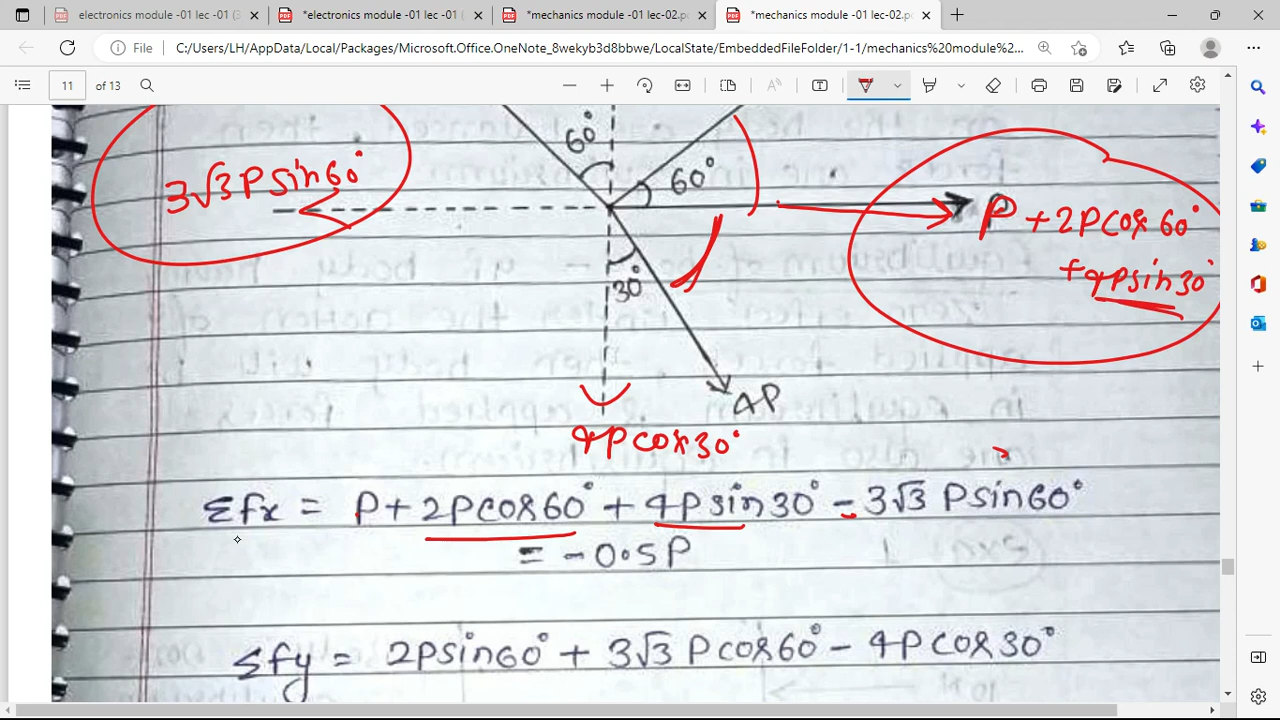 electronics module -01 lec -01 (3
*electronics module -01 lec -01 (
*mechanics module -01 lec-02.pc
*mechanics module -01 lec-02.pc
File
C:/Users/LH/AppData/Local/Packages/Microsoft.Office.OneNote_8wekyb3d8bbwe/LocalState/EmbeddedFileFolder/1-1/mechanics%20module%2...
11 of 13
60°
3√3 P sin60°
60°
P + 2P cos 60°
+ 4P sin 30°
30°
4P
4P cos 30°
Σfx = P + 2P cos 60° + 4P sin 30° - 3√3 P sin 60°
= -0.5P
Σfy = 2P sin 60° + 3√3 P cos 60° - 4P cos 30°